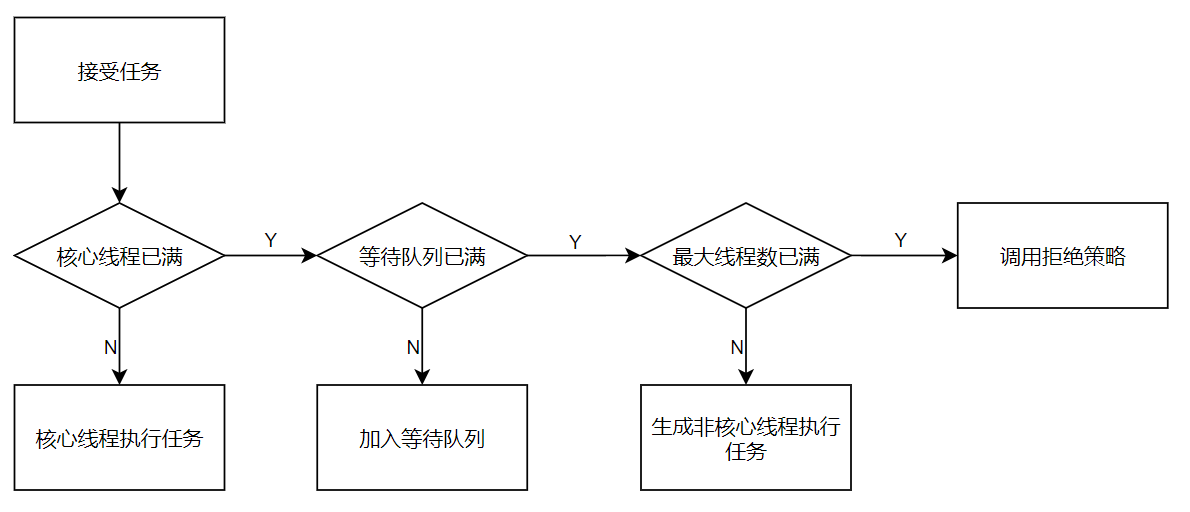 接受任务
核心线程已满
Y
等待队列已满
Y
最大线程数已满
Y
调用拒绝策略
N
N
N
核心线程执行任务
加入等待队列
生成非核心线程执行
任务